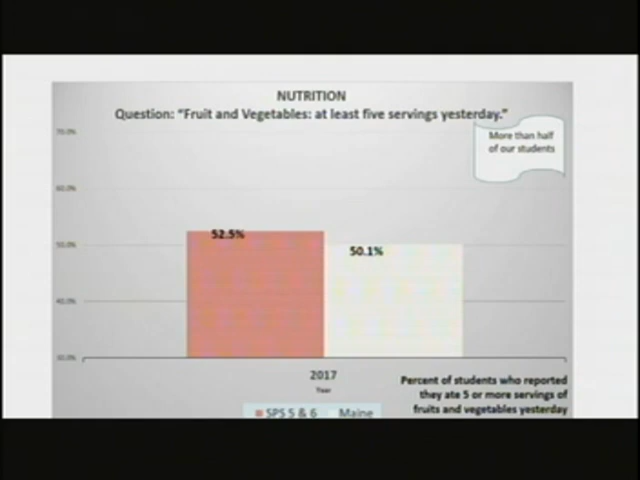 NUTRITION
Question: "Fruit and Vegetables: at least five servings yesterday."
More than half
of our students
70.0%
60.0%
52.5%
50.0%
50.1%
40.0%
30.0%
2017
Year
Percent of students who reported
they ate 5 or more servings of
fruits and vegetables yesterday
SPS 5 & 6 Maine